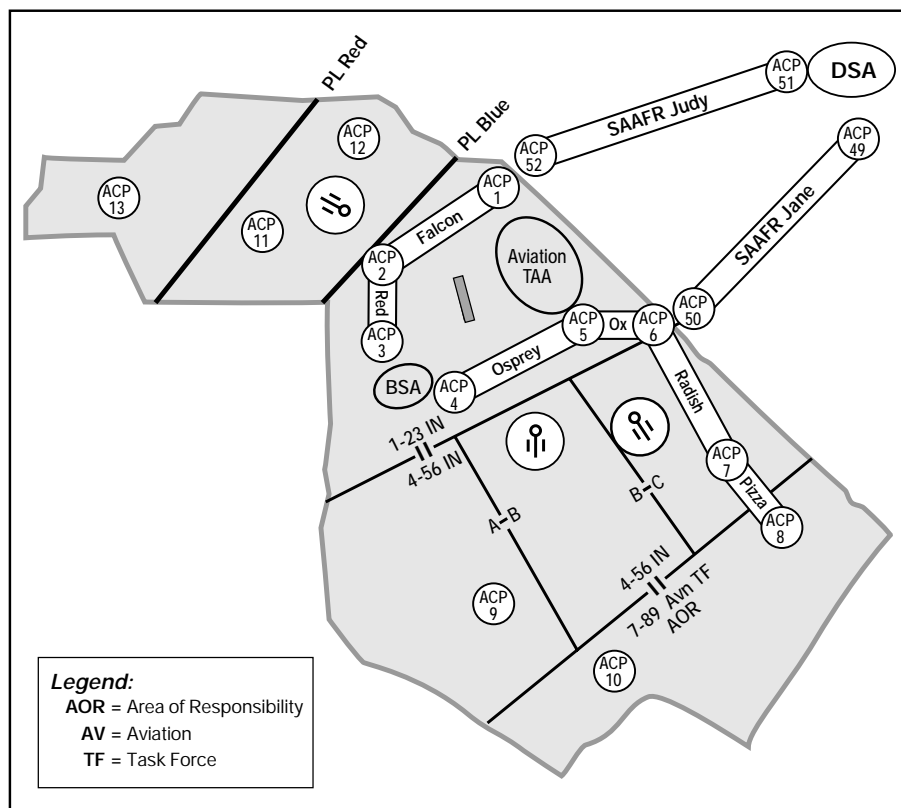 PL Red
ACP
51
DSA
SAAFR Judy
PL Blue
ACP
12
ACP
49
ACP
52
ACP
13
ACP
1
SAAFR Jane
Falcon
ACP
11
ACP
2
Aviation
TAA
Red
ACP
50
ACP
5
Ox
ACP
6
ACP
3
Osprey
BSA
ACP
4
Radish
1-23 IN
4-56 IN
ACP
7
Pizza
B–C
A–B
ACP
8
4-56 IN
7-89 Avn TF
AOR
ACP
9
ACP
10
Legend:
AOR = Area of Responsibility
AV = Aviation
TF = Task Force